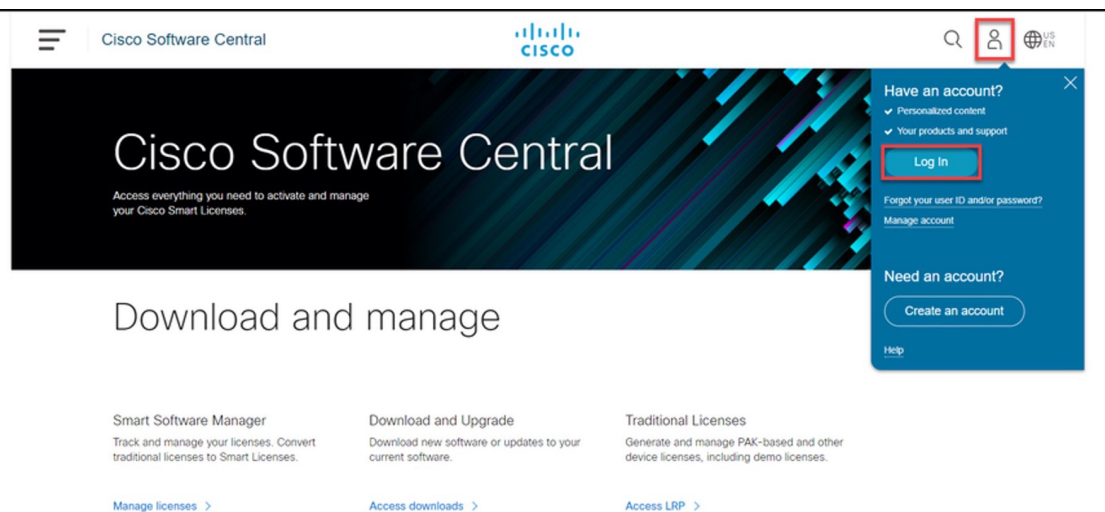 Cisco Software Central
CISCO
US
EN
Have an account?
Personalized content
Your products and support
Log In
Forgot your user ID and/or password?
Manage account
Need an account?
Create an account
Help
Cisco Software Central
Access everything you need to activate and manage
your Cisco Smart Licenses.
Download and manage
Smart Software Manager
Track and manage your licenses. Convert
traditional licenses to Smart Licenses.
Manage licenses
Download and Upgrade
Download new software or updates to your
current software.
Access downloads
Traditional Licenses
Generate and manage PAK-based and other
device licenses, including demo licenses.
Access LRP